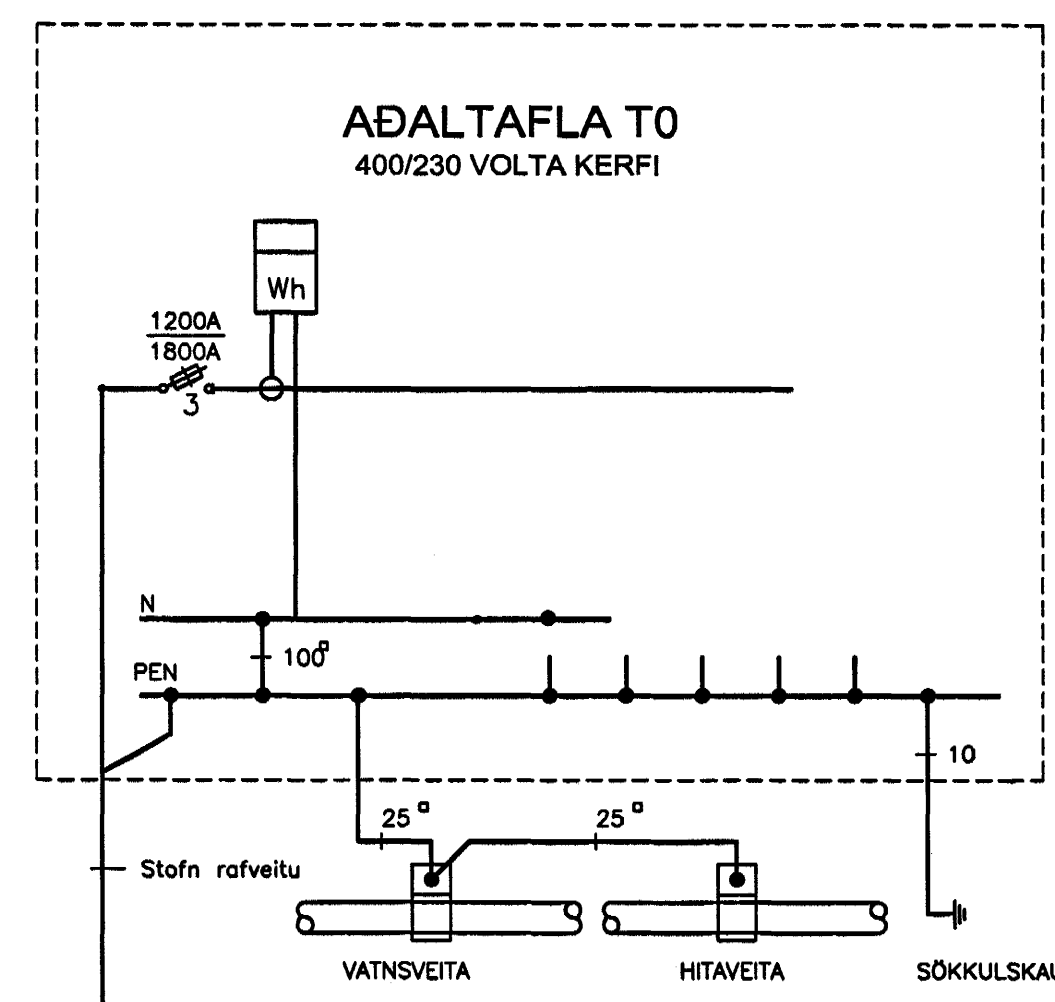 AÐALTAFLA T0
400/230 VOLTA KERFI
Wh
1200A
1800A
3
N
100▫
PEN
10
25▫
25▫
Stofn rafveitu
VATNSVEITA
HITAVEITA
SÖKKULSKAU